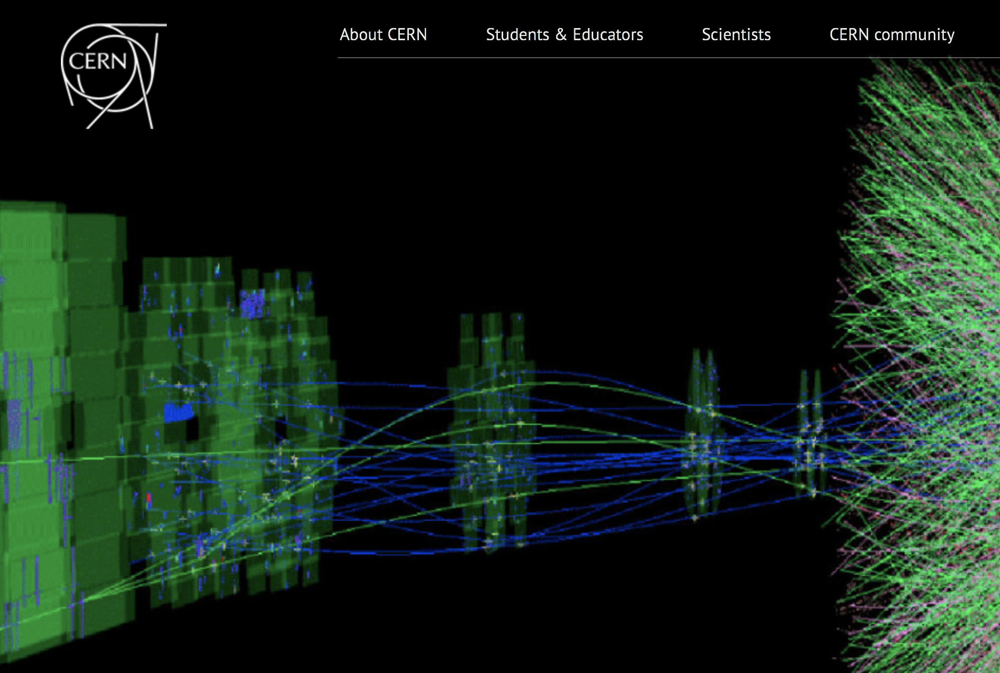 CERN
About CERN
Students & Educators
Scientists
CERN community